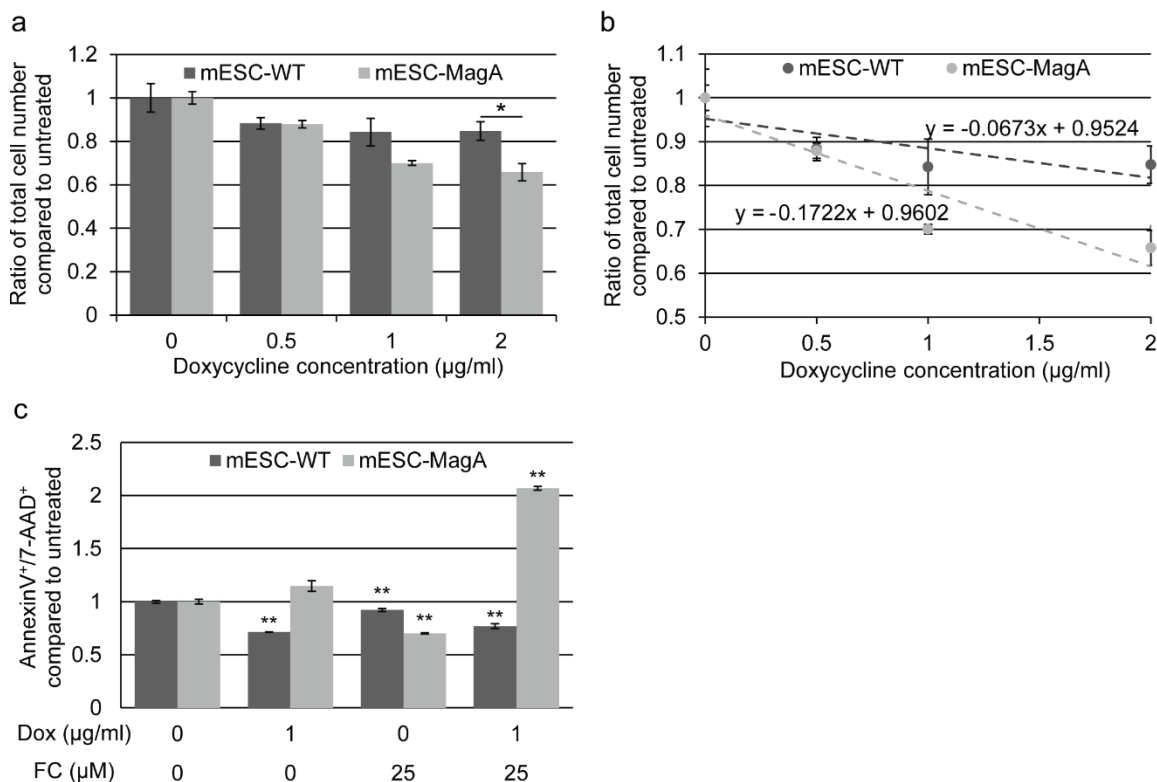 a
Ratio of total cell number
compared to untreated
1.2
1
0.8
0.6
0.4
0.2
0
mESC-WT
mESC-MagA
*
0
0.5
1
2
Doxycycline concentration (µg/ml)
b
Ratio of total cell number
compared to untreated
1
0.9
0.8
0.7
0.6
0.5
mESC-WT
mESC-MagA
y = -0.0673x + 0.9524
y = -0.1722x + 0.9602
0
0.5
1
1.5
2
Doxycycline concentration (µg/ml)
c
AnnexinV⁺/7-AAD⁺
compared to untreated
2.5
2
1.5
1
0.5
0
mESC-WT
mESC-MagA
**
**
**
**
**
Dox (µg/ml) 0 1 0 1
FC (µM) 0 0 25 25